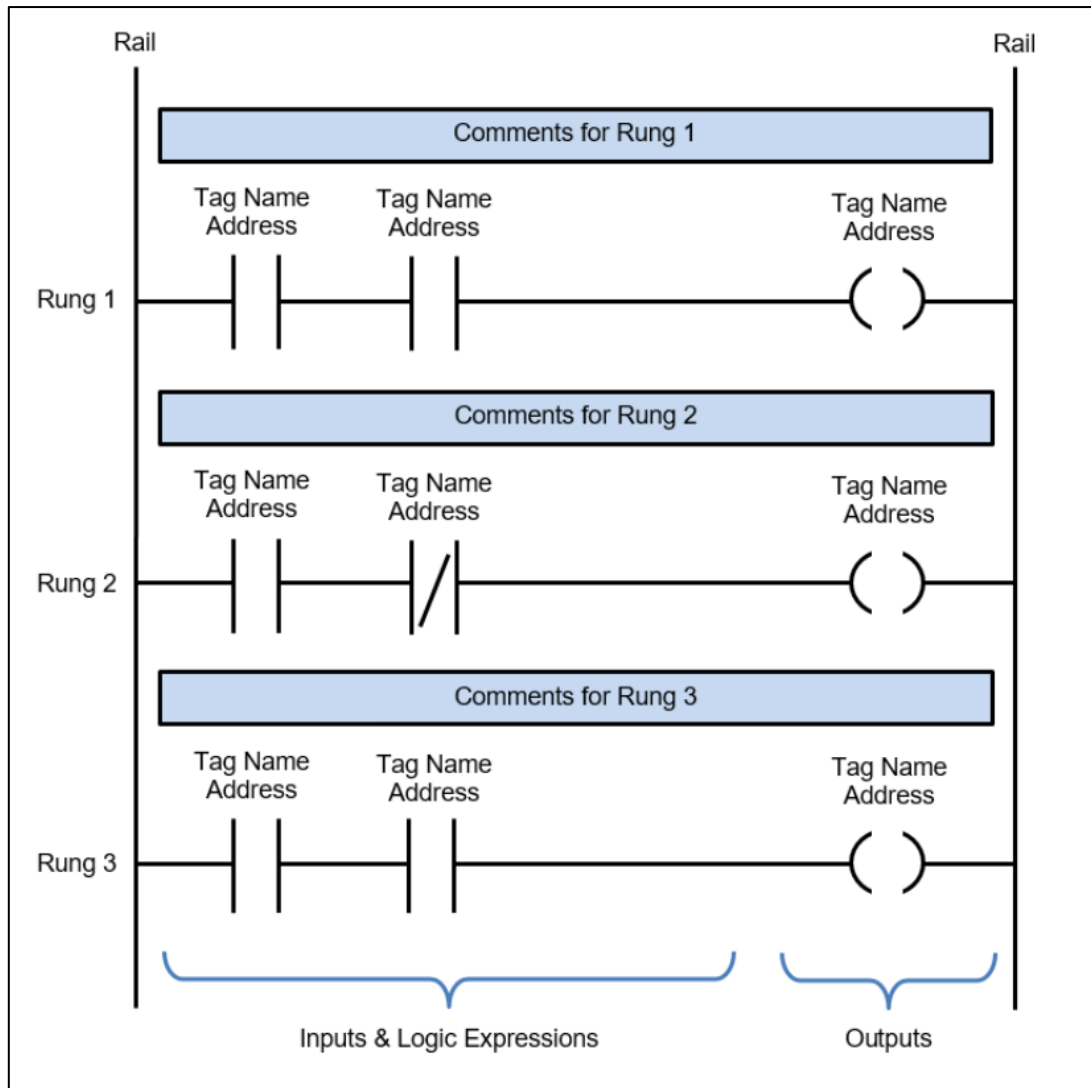 Rail
Rail
Comments for Rung 1
Tag Name
Address
Tag Name
Address
Tag Name
Address
Rung 1
Comments for Rung 2
Tag Name
Address
Tag Name
Address
Tag Name
Address
Rung 2
Comments for Rung 3
Tag Name
Address
Tag Name
Address
Tag Name
Address
Rung 3
Inputs & Logic Expressions
Outputs